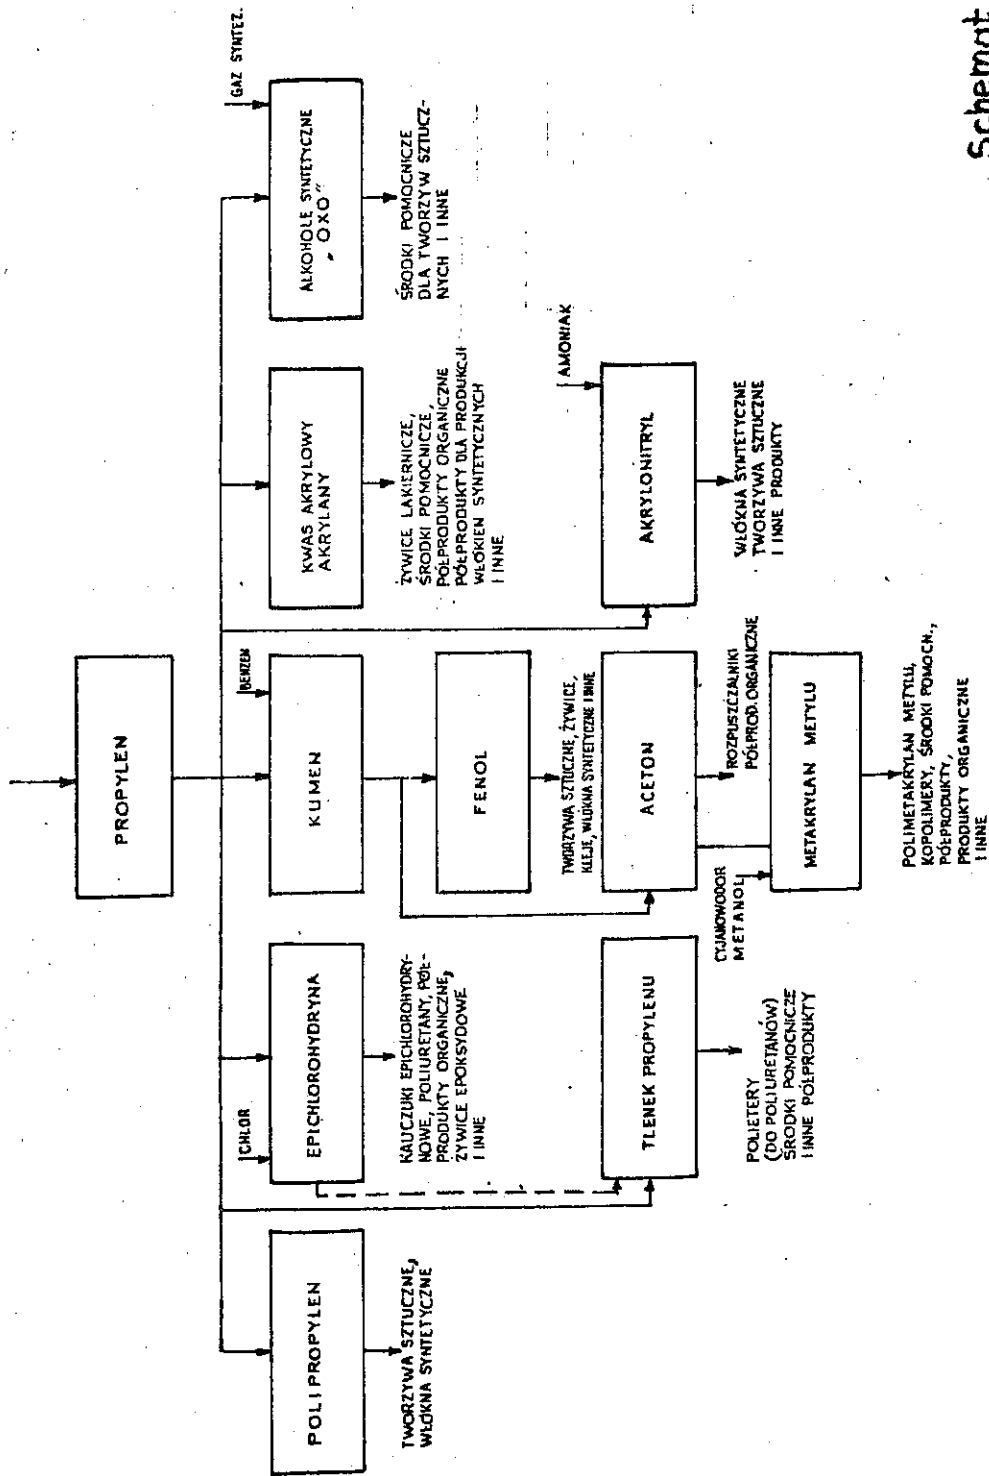 PROPYLEN
GAZ SYNTEZ.
BENZEN
CHLOR
POLIPROPYLEN
EPICHLOROHYDRYNA
KUMEN
KWAS AKRYLOWY
AKRYLANY
ALKOHOLE SYNTETYCZNE
„OXO"
TWORZYWA SZTUCZNE,
WŁÓKNA SYNTETYCZNE
KAUCZUKI EPICHLOROHYDRY-
NOWE, POLIURETANY, PÓŁ-
PRODUKTY ORGANICZNE,
ŻYWICE EPOKSYDOWE
I INNE
ŻYWICE LAKIERNICZE,
ŚRODKI POMOCNICZE,
PÓŁPRODUKTY ORGANICZNE
PÓŁPRODUKTY DLA PRODUKCJI
WŁÓKIEN SYNTETYCZNYCH
I INNE
ŚRODKI POMOCNICZE
DLA TWORZYW SZTUCZ-
NYCH I INNE
FENOL
TWORZYWA SZTUCZNE, ŻYWICE,
KLEJE, WŁÓKNA SYNTETYCZNE I INNE
AMONIAK
TLENEK PROPYLENU
ACETON
AKRYLONITRYL
POLIETERY
(DO POLIURETANÓW)
ŚRODKI POMOCNICZE
I INNE PÓŁPRODUKTY
CYJANOWODOR
METANOL
ROZPUSZCZALNIKI
PÓŁPROD. ORGANICZNE
WŁÓKNA SYNTETYCZNE
TWORZYWA SZTUCZNE
I INNE PRODUKTY
METAKRYLAN METYLU
POLIMETAKRYLAN METYLU,
KOPOLIMERY, ŚRODKI POMOCN.,
PÓŁPRODUKTY,
PRODUKTY ORGANICZNE
I INNE
Schemat